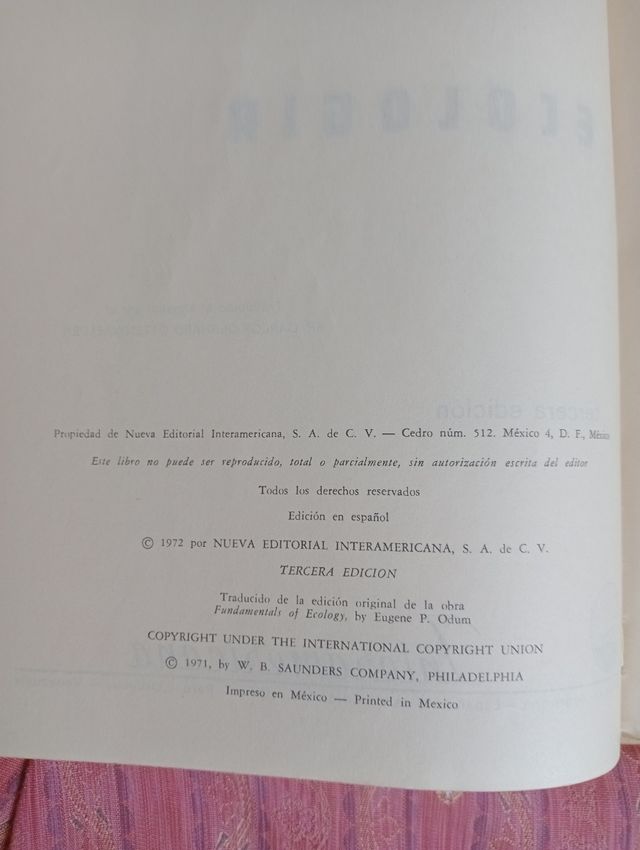 ECOLOGIA
tercera edición
Propiedad de Nueva Editorial Interamericana, S. A. de C. V. — Cedro núm. 512. México 4, D. F., México
Este libro no puede ser reproducido, total o parcialmente, sin autorización escrita del editor
Todos los derechos reservados
Edición en español
© 1972 por NUEVA EDITORIAL INTERAMERICANA, S. A. de C. V.
TERCERA EDICION
Traducido de la edición original de la obra
Fundamentals of Ecology, by Eugene P. Odum
COPYRIGHT UNDER THE INTERNATIONAL COPYRIGHT UNION
© 1971, by W. B. SAUNDERS COMPANY, PHILADELPHIA
Impreso en México — Printed in Mexico